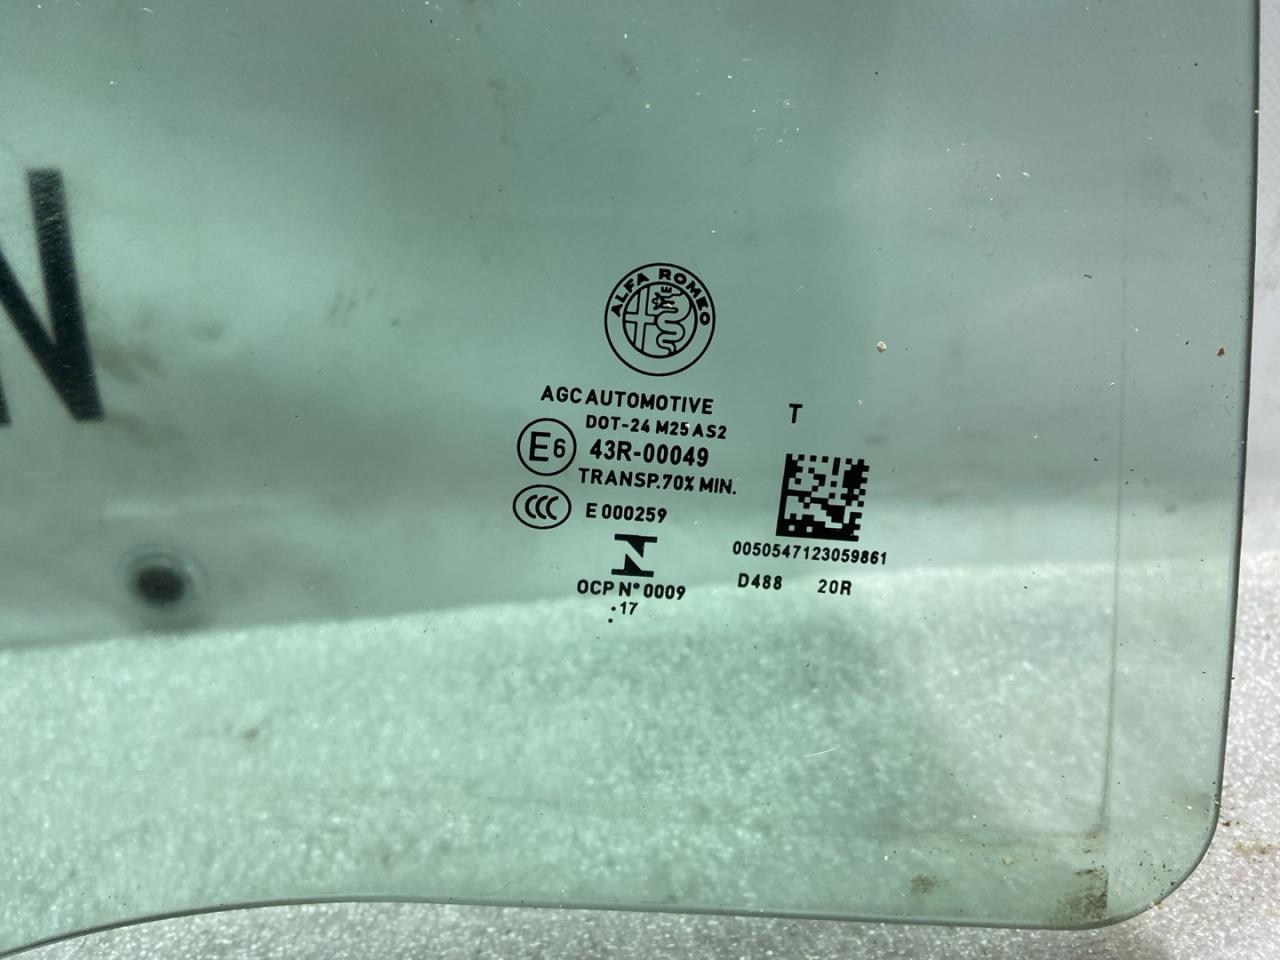 N
ALFA ROMEO
AGC AUTOMOTIVE
T
DOT-24 M25 AS2
E6
43R-00049
TRANSP.70% MIN.
CCC
E 000259
OCP N° 0009
.17
.
0050547123059861
D488 20R